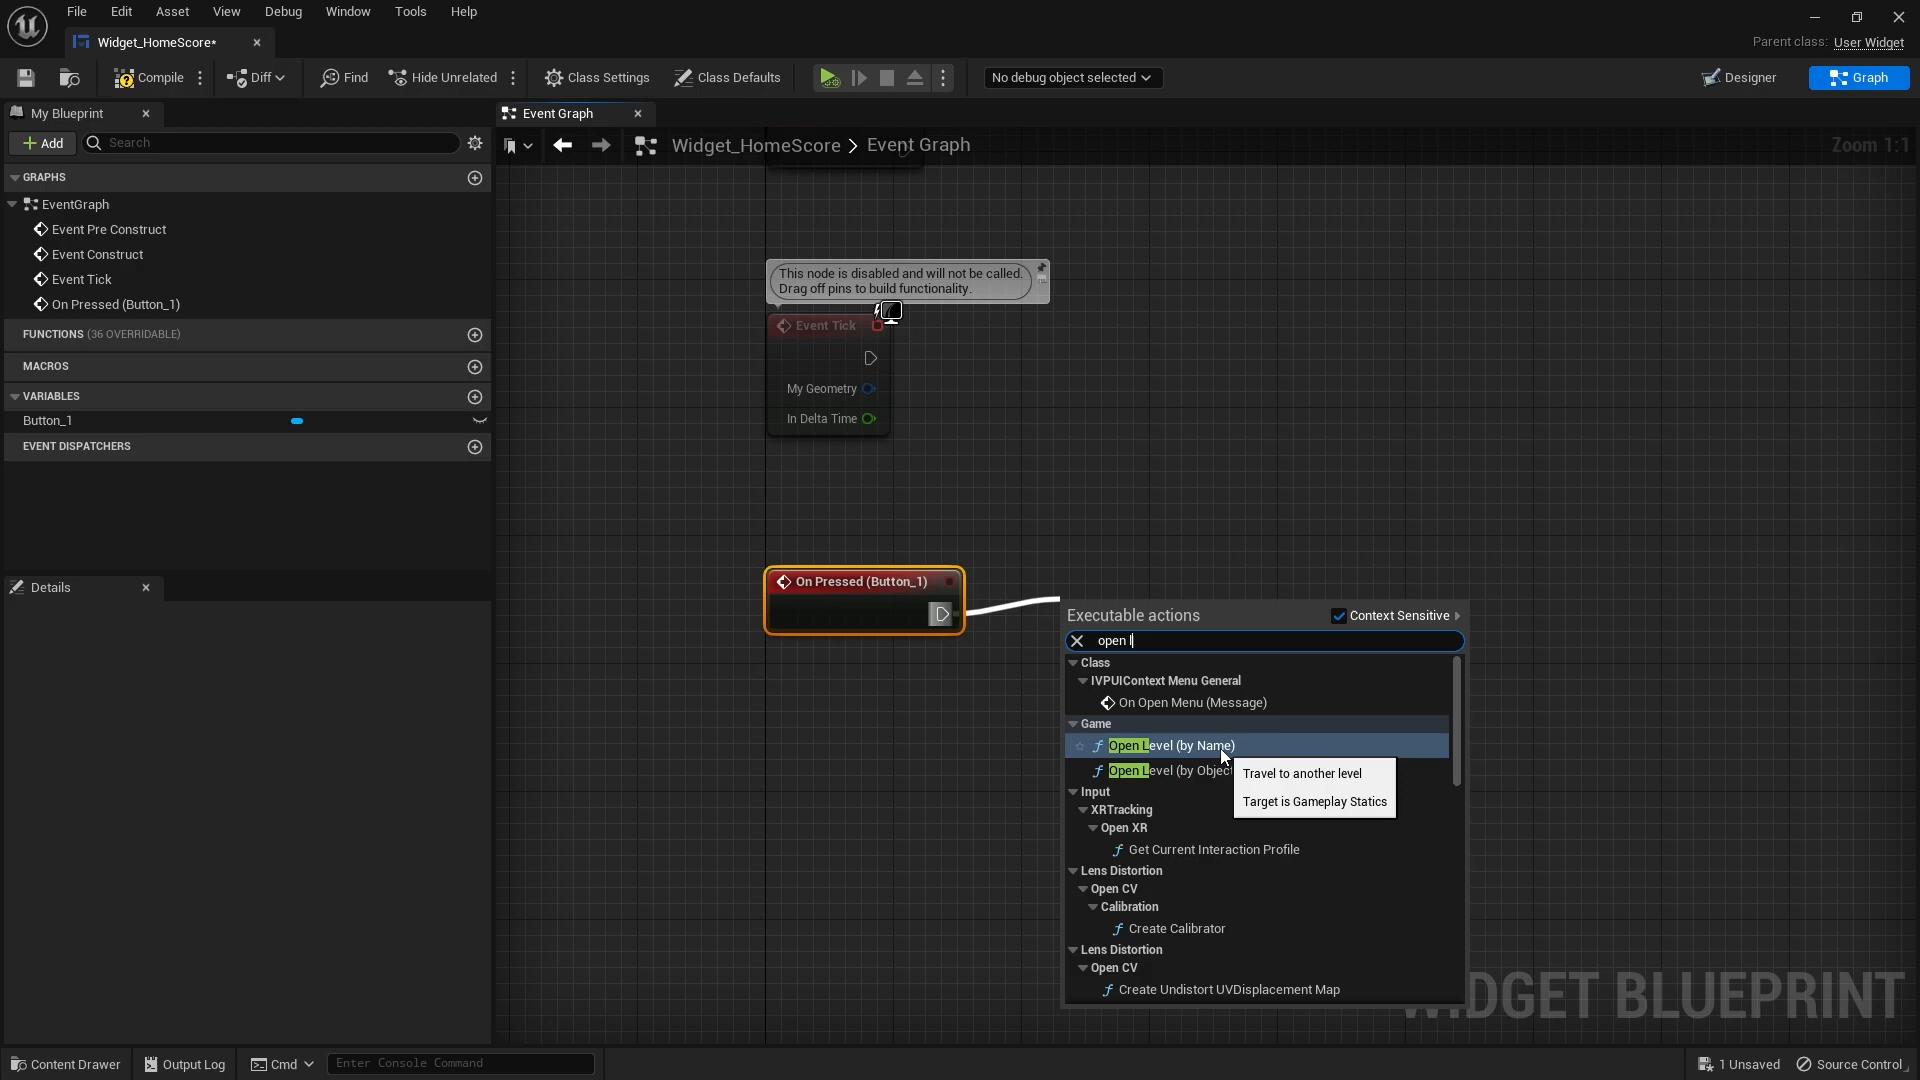 File Edit Asset View Debug Window Tools Help
Widget_HomeScore*
Parent class: User Widget
Compile Diff Find Hide Unrelated Class Settings Class Defaults No debug object selected Designer Graph
My Blueprint
Event Graph
Add Search
Widget_HomeScore > Event Graph Zoom 1:1
GRAPHS
EventGraph
Event Pre Construct
Event Construct
Event Tick
On Pressed (Button_1)
FUNCTIONS (36 OVERRIDABLE)
MACROS
VARIABLES
Button_1
EVENT DISPATCHERS
Details
This node is disabled and will not be called.
Drag off pins to build functionality.
Event Tick
My Geometry
In Delta Time
On Pressed (Button_1)
Executable actions Context Sensitive
open l
Class
IVPUIContext Menu General
On Open Menu (Message)
Game
Open Level (by Name)
Open Level (by Object
Travel to another level
Target is Gameplay Statics
Input
XRTracking
Open XR
Get Current Interaction Profile
Lens Distortion
Open CV
Calibration
Create Calibrator
Lens Distortion
Open CV
Create Undistort UVDisplacement Map
WIDGET BLUEPRINT
Content Drawer Output Log Cmd Enter Console Command 1 Unsaved Source Control